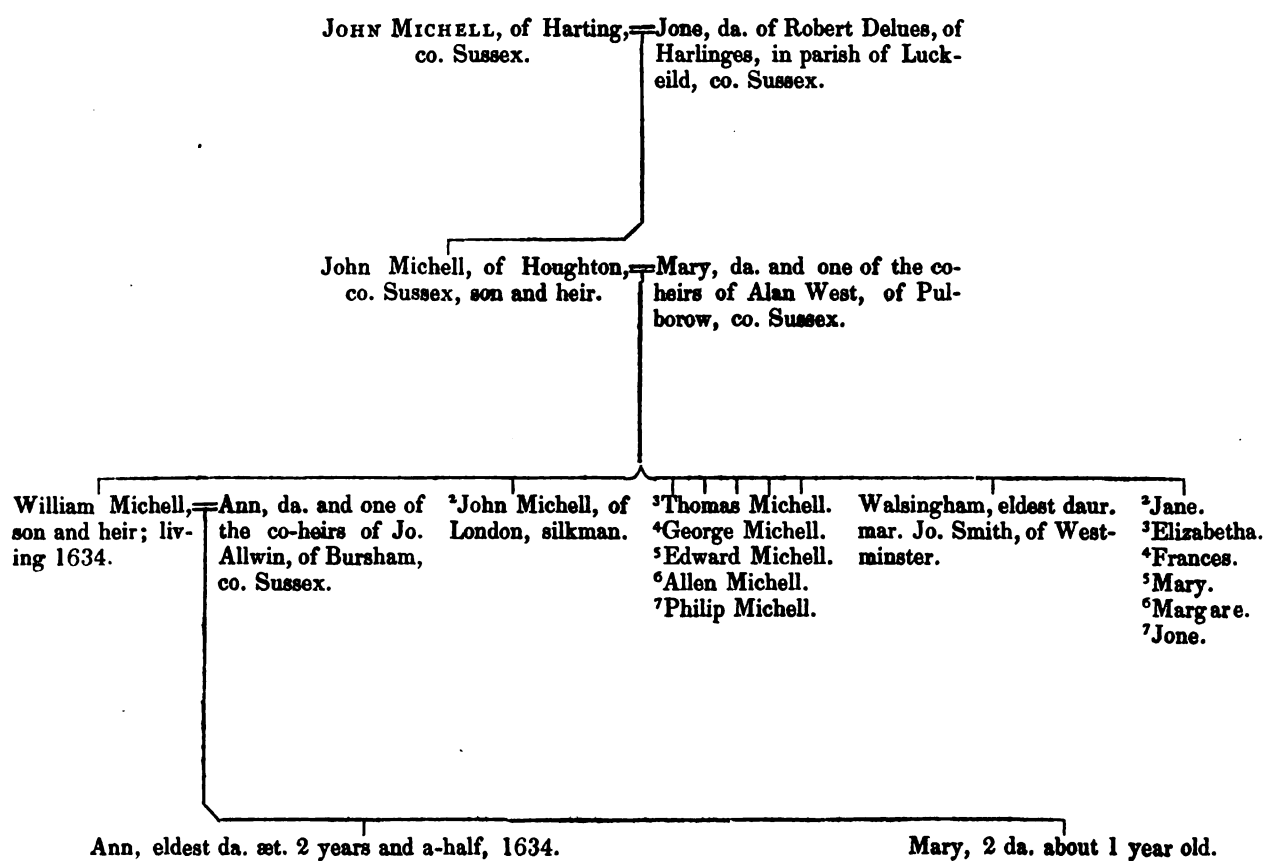 JOHN MICHELL, of Harting,
co. Sussex.
Jone, da. of Robert Delues, of
Harlinges, in parish of Luck-
eild, co. Sussex.
John Michell, of Houghton,
co. Sussex, son and heir.
Mary, da. and one of the co-
heirs of Alan West, of Pul-
borow, co. Sussex.
William Michell,
son and heir; liv-
ing 1634.
Ann, da. and one of
the co-heirs of Jo.
Allwin, of Bursham,
co. Sussex.
²John Michell, of
London, silkman.
³Thomas Michell.
⁴George Michell.
⁵Edward Michell.
⁶Allen Michell.
⁷Philip Michell.
Walsingham, eldest daur.
mar. Jo. Smith, of West-
minster.
²Jane.
³Elizabetha.
⁴Frances.
⁵Mary.
⁶Margare.
⁷Jone.
Ann, eldest da. æt. 2 years and a-half, 1634.
Mary, 2 da. about 1 year old.